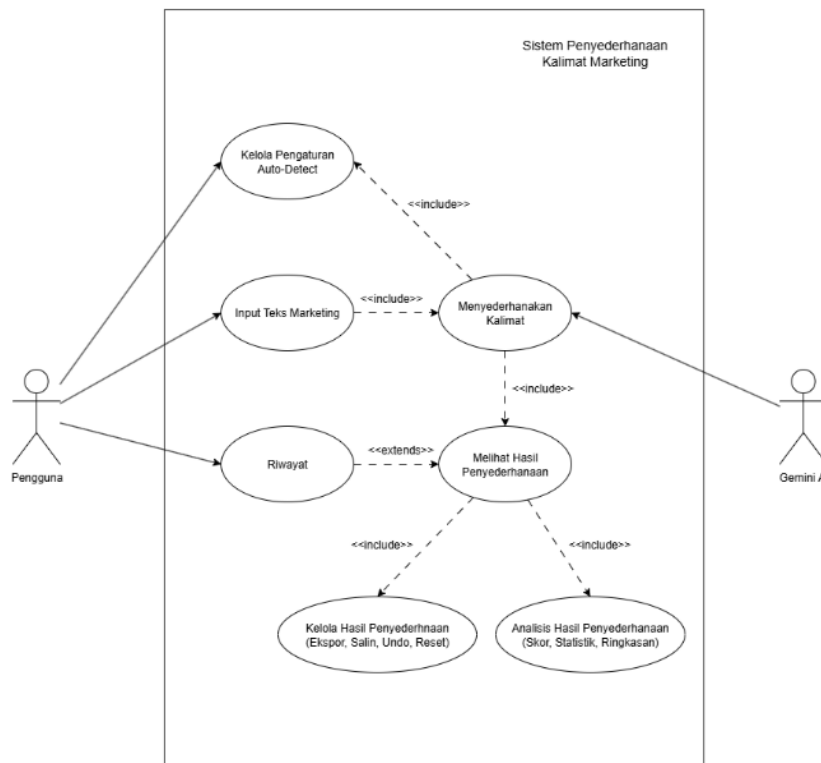 Sistem Penyederhanaan
Kalimat Marketing
Kelola Pengaturan
Auto-Detect
<<include>>
Input Teks Marketing
<<include>>
Menyederhanakan
Kalimat
<<include>>
Pengguna
Riwayat
<<extends>>
Melihat Hasil
Penyederhanaan
Gemini A
<<include>>
<<include>>
Kelola Hasil Penyederhnaan
(Ekspor, Salin, Undo, Reset)
Analisis Hasil Penyederhanaan
(Skor, Statistik, Ringkasan)